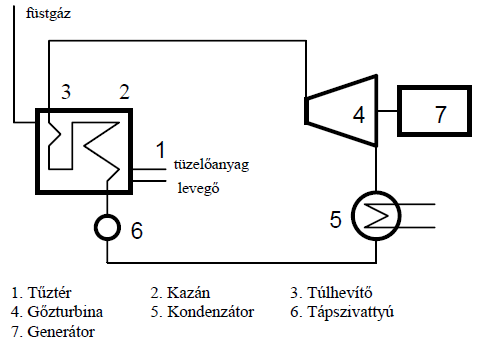 füstgáz
3 2
1
tüzelőanyag
levegő
4 7
5
6
1. Tűztér 2. Kazán 3. Túlhevítő
4. Gőzturbina 5. Kondenzátor 6. Tápszivattyú
7. Generátor